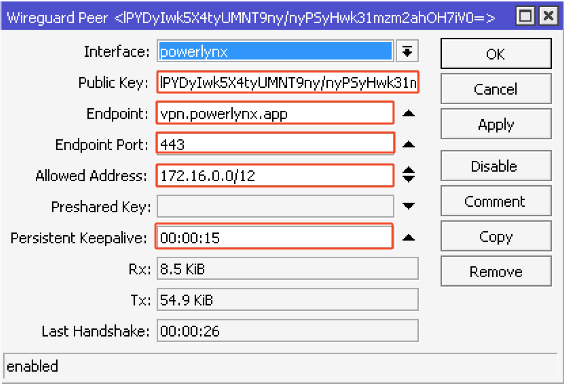 Wireguard Peer <lPYDyIwk5X4tyUMNT9ny/nyPSyHwk31mzm2ahOH7iV0=>
Interface: powerlynx
OK
Public Key: lPYDyIwk5X4tyUMNT9ny/nyPSyHwk31n
Cancel
Endpoint: vpn.powerlynx.app
Apply
Endpoint Port: 443
Allowed Address: 172.16.0.0/12
Disable
Preshared Key:
Comment
Persistent Keepalive: 00:00:15
Copy
Rx: 8.5 KiB
Remove
Tx: 54.9 KiB
Last Handshake: 00:00:26
enabled